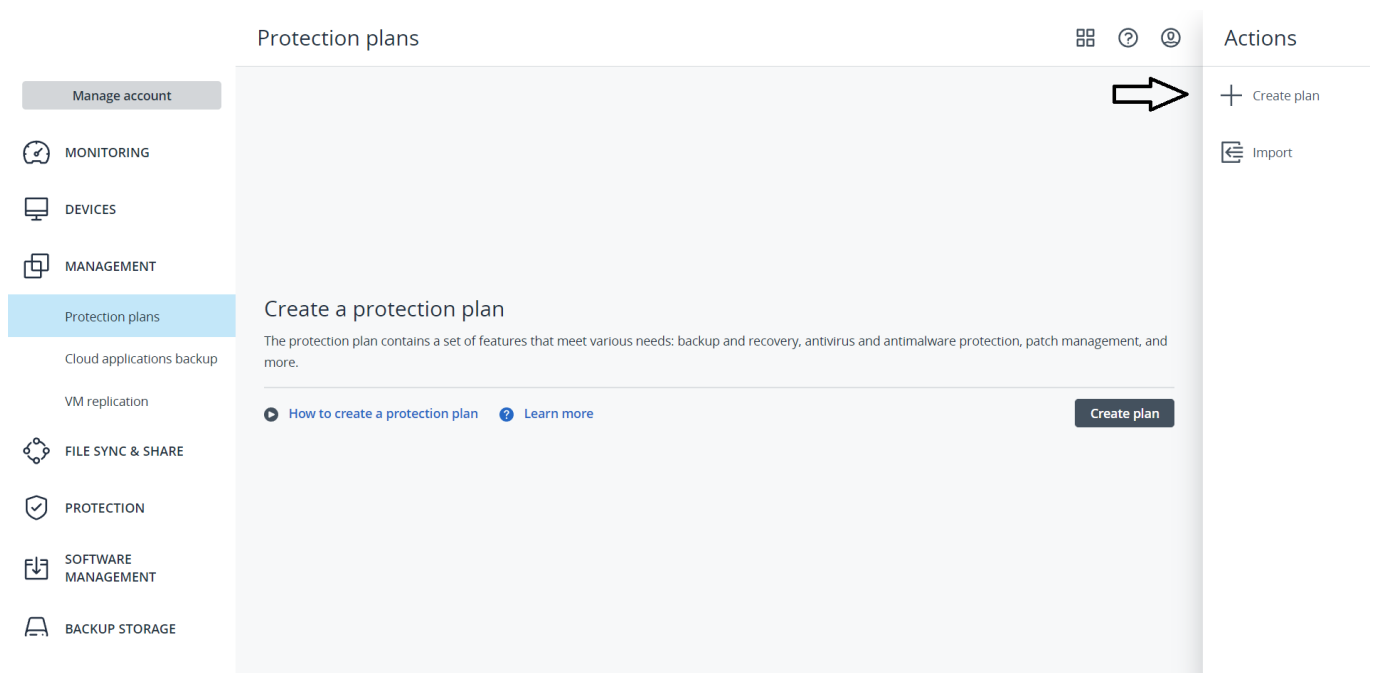 Protection plans
Actions
Manage account
Create plan
MONITORING
Import
DEVICES
MANAGEMENT
Protection plans
Cloud applications backup
VM replication
FILE SYNC & SHARE
PROTECTION
SOFTWARE
MANAGEMENT
BACKUP STORAGE
Create a protection plan
The protection plan contains a set of features that meet various needs: backup and recovery, antivirus and antimalware protection, patch management, and
more.
How to create a protection plan
Learn more
Create plan